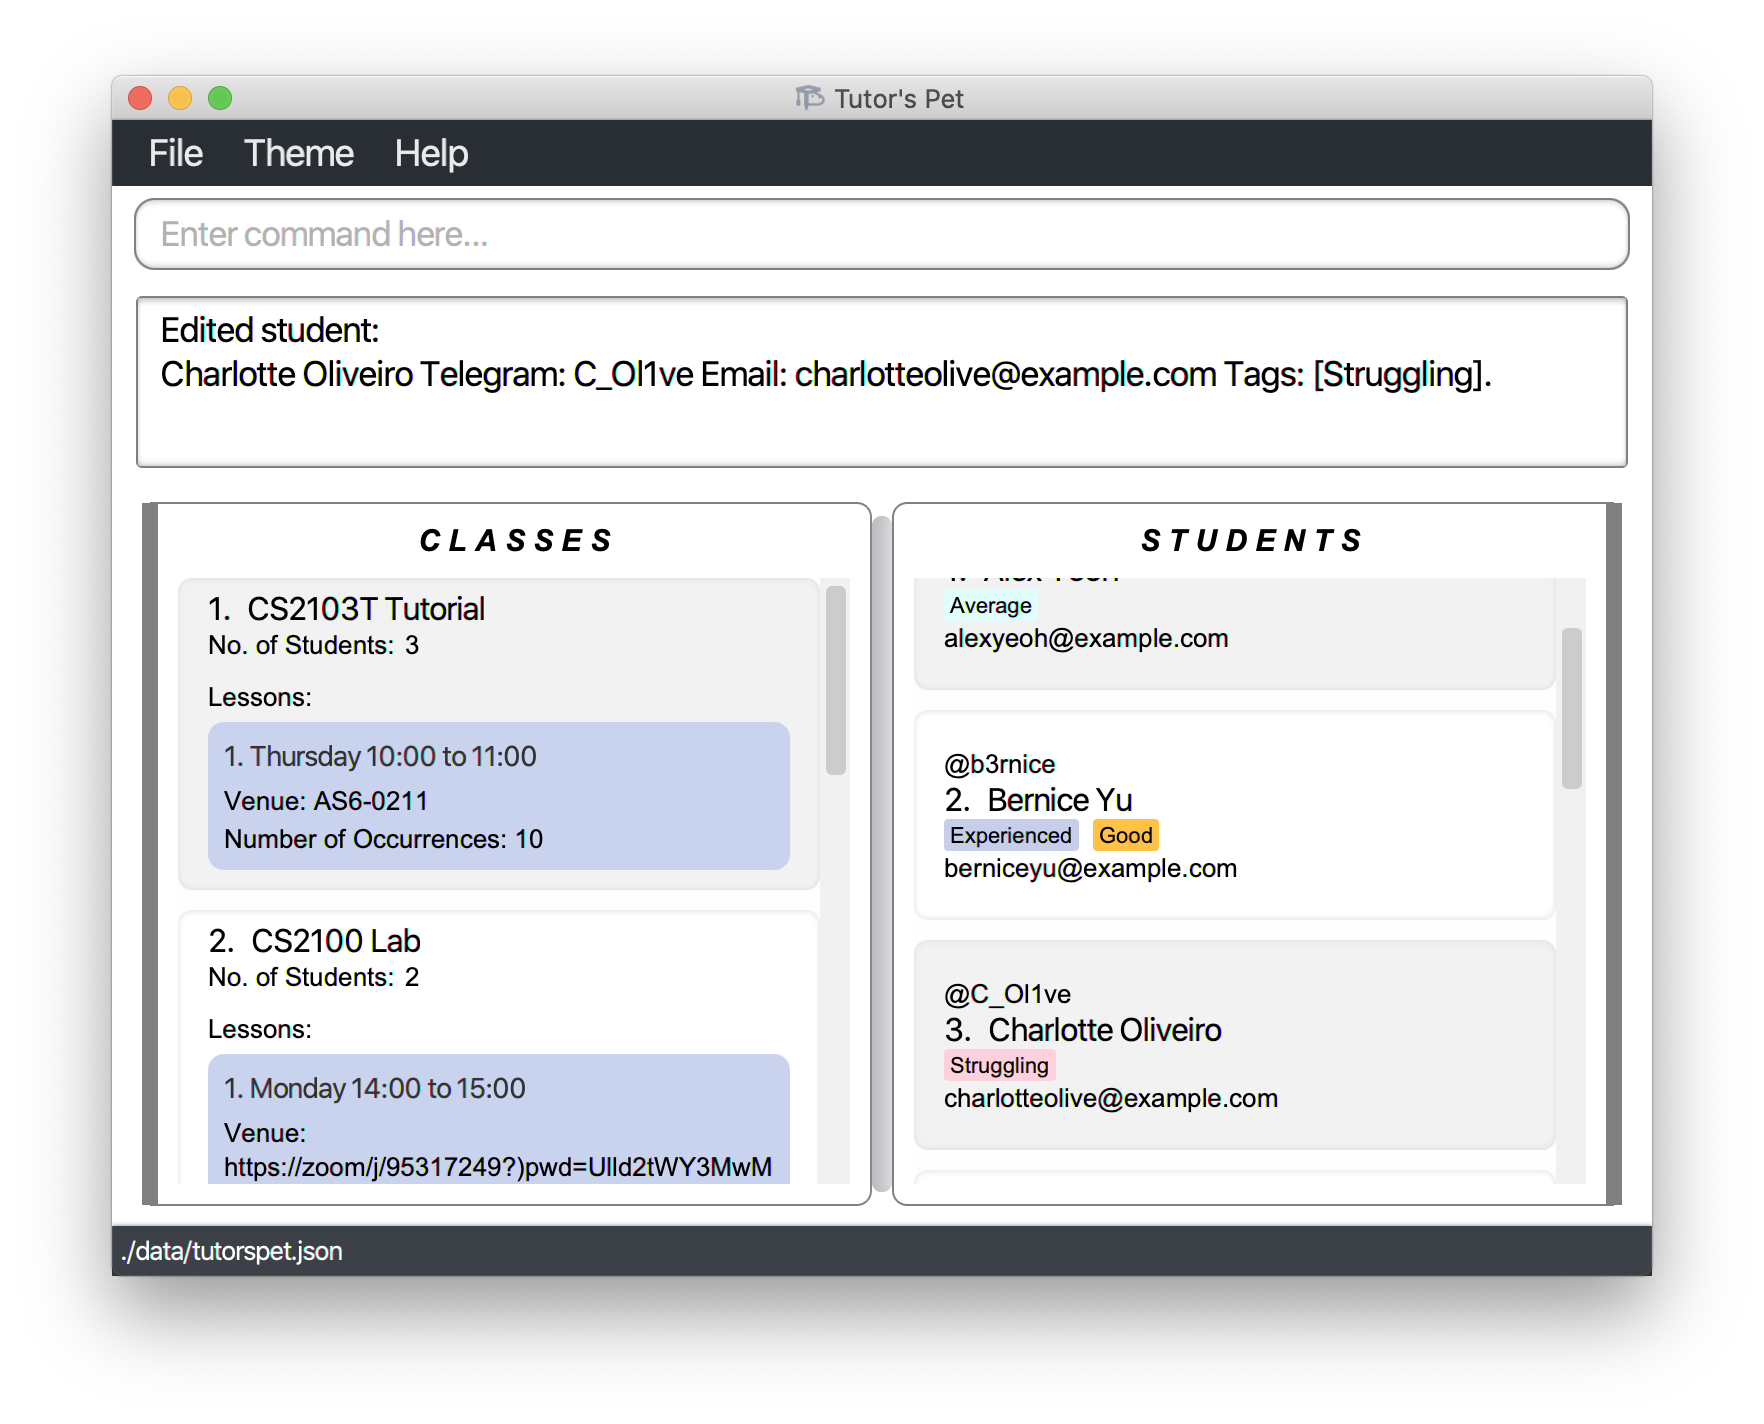 Tutor's Pet
File Theme Help
Enter command here...
Edited student:
Charlotte Oliveiro Telegram: C_Ol1ve Email: charlotteolive@example.com Tags: [Struggling].
CLASSES
1. CS2103T Tutorial
No. of Students: 3
Lessons:
1. Thursday 10:00 to 11:00
Venue: AS6-0211
Number of Occurrences: 10
2. CS2100 Lab
No. of Students: 2
Lessons:
1. Monday 14:00 to 15:00
Venue:
https://zoom/j/95317249?)pwd=Ulld2tWY3MwM
STUDENTS
1. Alex Yeoh
Average
alexyeoh@example.com
@b3rnice
2. Bernice Yu
Experienced Good
berniceyu@example.com
@C_Ol1ve
3. Charlotte Oliveiro
Struggling
charlotteolive@example.com
./data/tutorspet.json